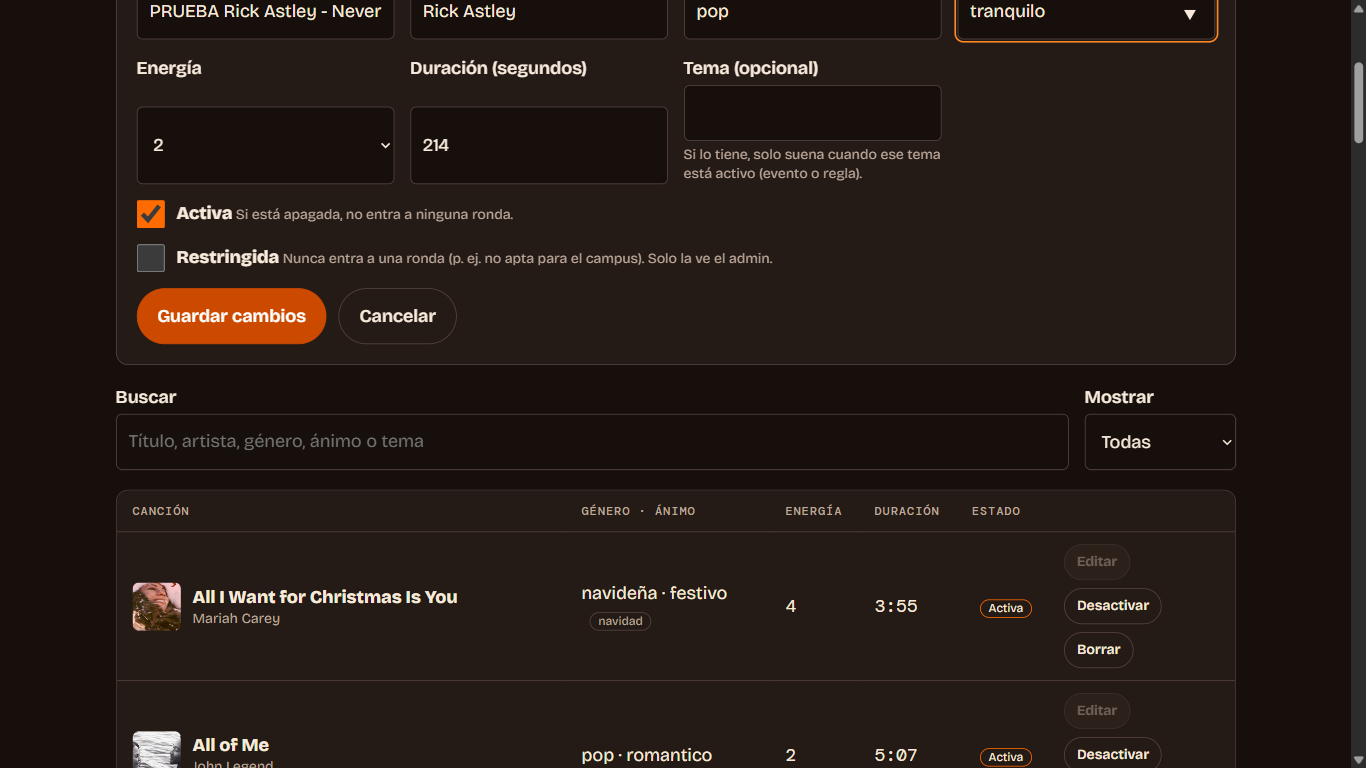 PRUEBA Rick Astley - Never
Rick Astley
pop
tranquilo
Energía
Duración (segundos)
Tema (opcional)
2
214
Si lo tiene, solo suena cuando ese tema
está activo (evento o regla).
Activa Si está apagada, no entra a ninguna ronda.
Restringida Nunca entra a una ronda (p. ej. no apta para el campus). Solo la ve el admin.
Guardar cambios
Cancelar
Buscar
Mostrar
Título, artista, género, ánimo o tema
Todas
CANCIÓN
GÉNERO · ÁNIMO
ENERGÍA
DURACIÓN
ESTADO
All I Want for Christmas Is You
Mariah Carey
navideña · festivo
navidad
4
3:55
Activa
Editar
Desactivar
Borrar
All of Me
John Legend
pop · romantico
2
5:07
Activa
Editar
Desactivar